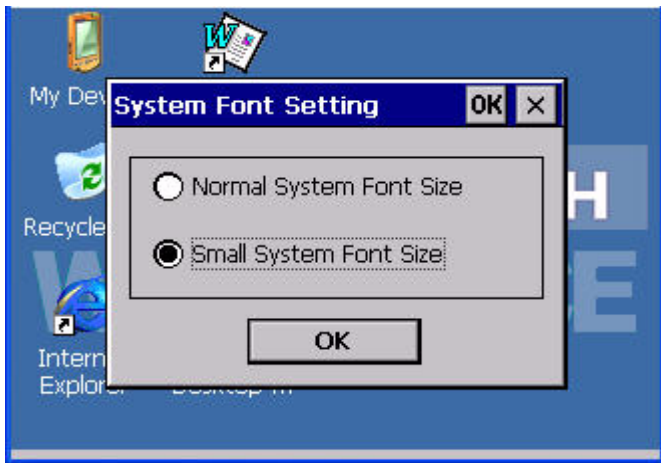 My Dev
System Font Setting OK
Normal System Font Size
H
Recycle
Small System Font Size
W E
OK
Intern
Explorer